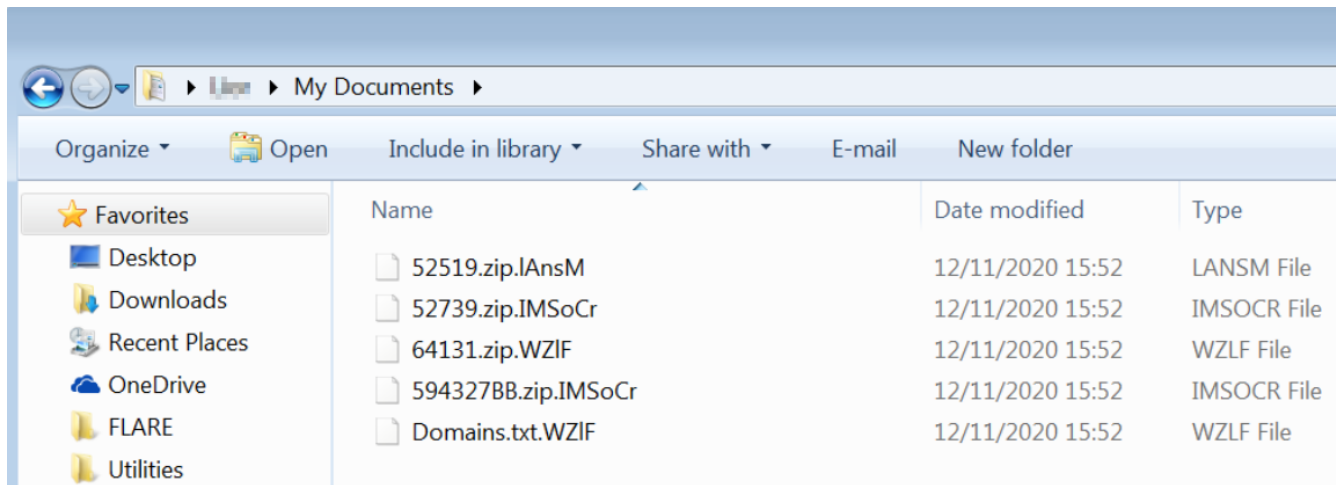 My Documents
Organize Open Include in library Share with E-mail New folder
Favorites Name Date modified Type
Desktop 52519.zip.lAnsM 12/11/2020 15:52 LANSM File
Downloads 52739.zip.IMSoCr 12/11/2020 15:52 IMSOCR File
Recent Places 64131.zip.WZlF 12/11/2020 15:52 WZLF File
OneDrive 594327BB.zip.IMSoCr 12/11/2020 15:52 IMSOCR File
FLARE Domains.txt.WZlF 12/11/2020 15:52 WZLF File
Utilities